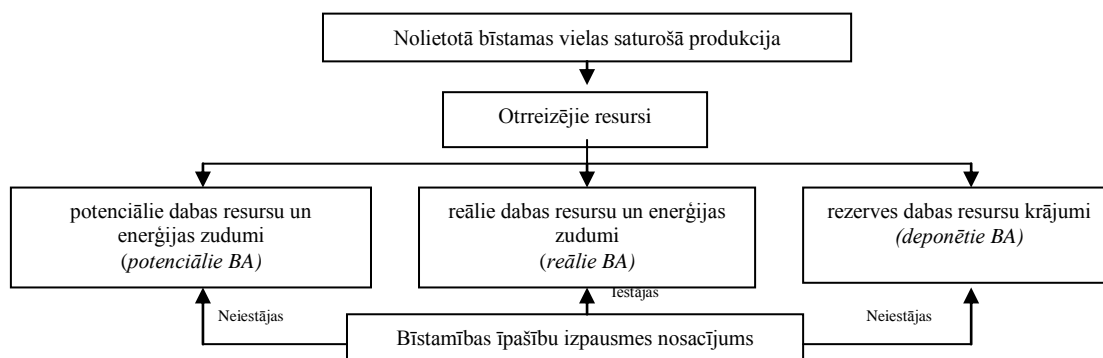 Nolietotā bīstamas vielas saturošā produkcija
Otrreizējie resursi
potenciālie dabas resursu un
enerģijas zudumi
(potenciālie BA)
reālie dabas resursu un enerģijas
zudumi
(reālie BA)
rezerves dabas resursu krājumi
(deponētie BA)
Neiestājas
Iestājas
Neiestājas
Bīstamības īpašību izpausmes nosacījums